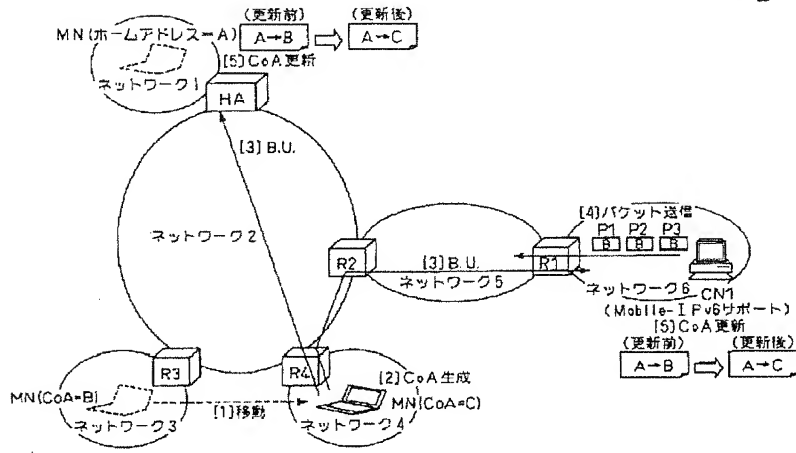 (更新前) (更新後)
MN(ホームアドレス=A) A→B A→C
[5]CoA更新
ネットワーク1
HA
[3]B.U.
ネットワーク2
[4]パケット送信
P1 P2 P3
B B B
R2
[3]B.U.
R1
ネットワーク5
ネットワーク6
CN1
(Mobile-IPv6サポート)
[5]CoA更新
(更新前) (更新後)
A→B A→C
R3
R4
[2]CoA生成
MN(CoA=B)
[1]移動
MN(CoA=C)
ネットワーク3
ネットワーク4